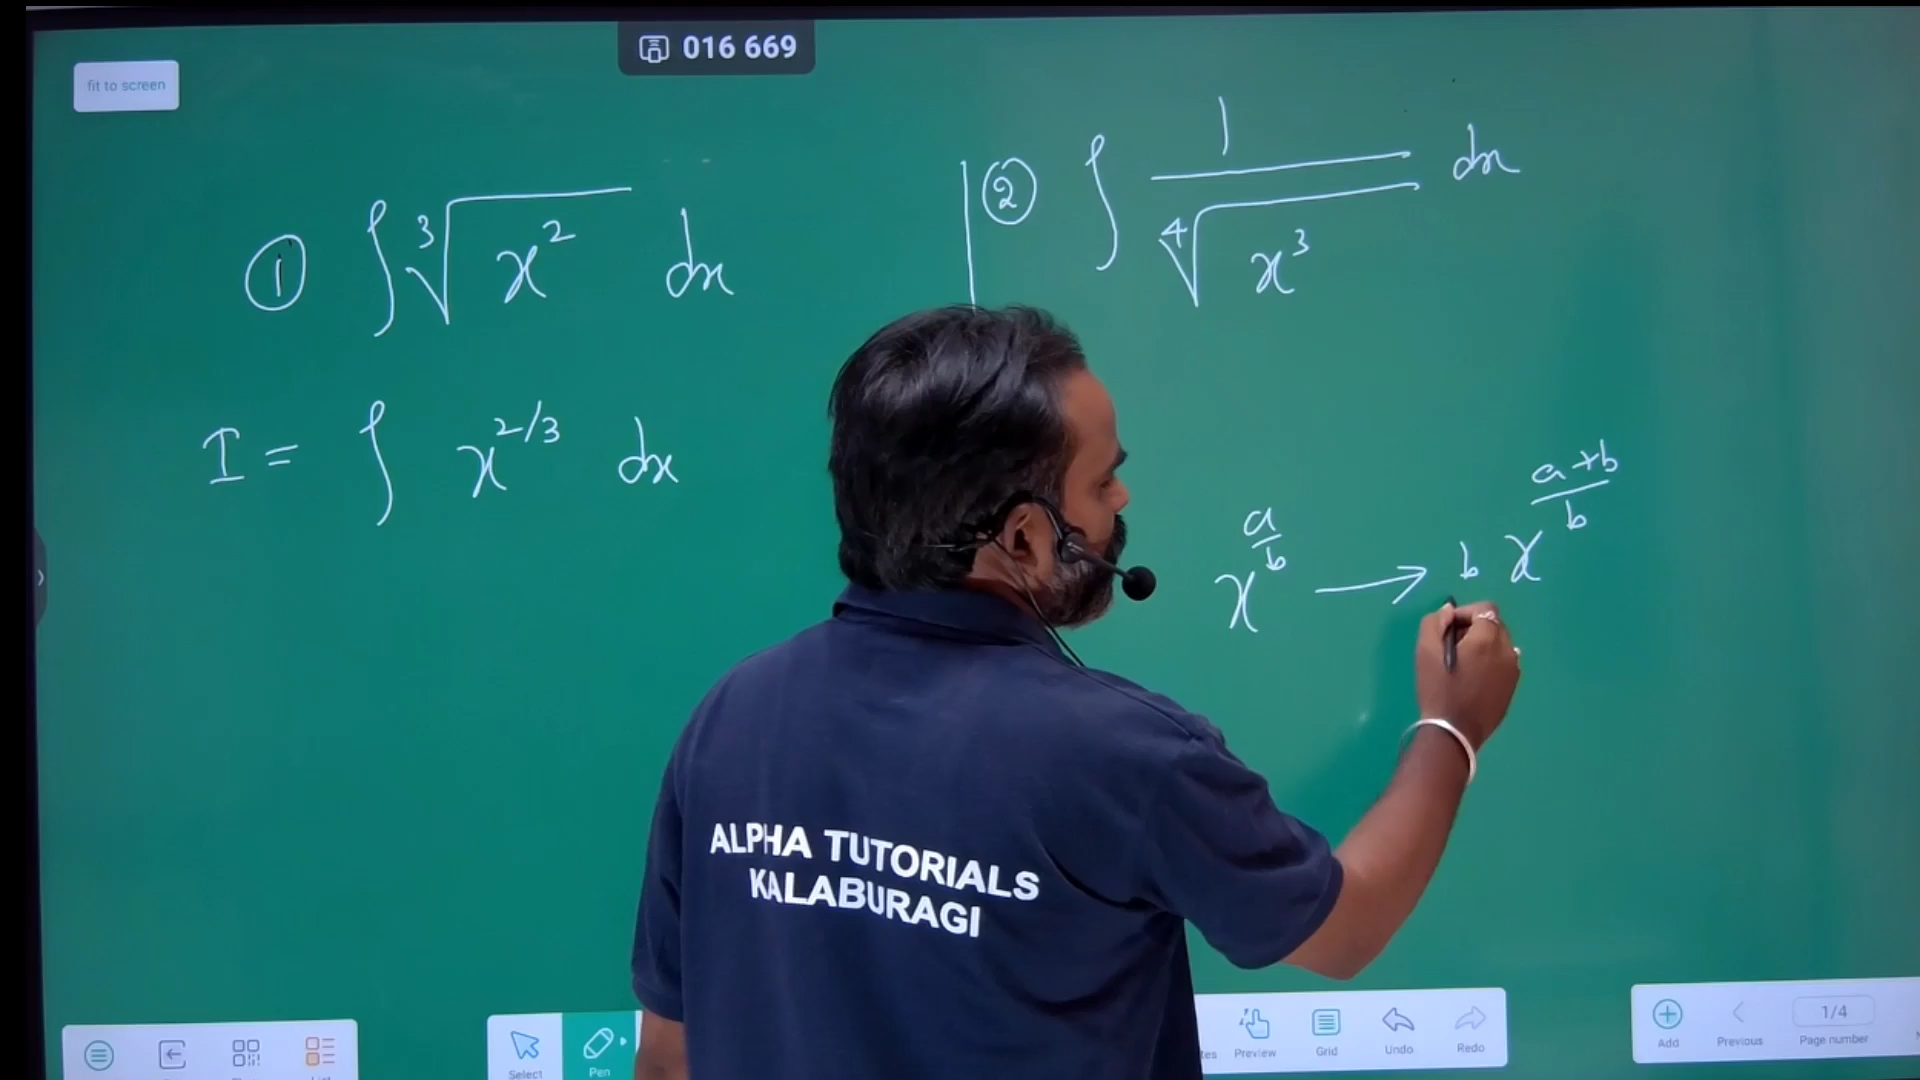 016 669
fit to screen
① ∫ ∛x² dx
② ∫ 1/∜x³ dx
I = ∫ x^{2/3} dx
x^{a/b} → b x^{(a+b)/b}
ALPHA TUTORIALS
KALABURAGI
Select
Pen
Preview
Grid
Undo
Redo
Add
Previous
1/4
Page number